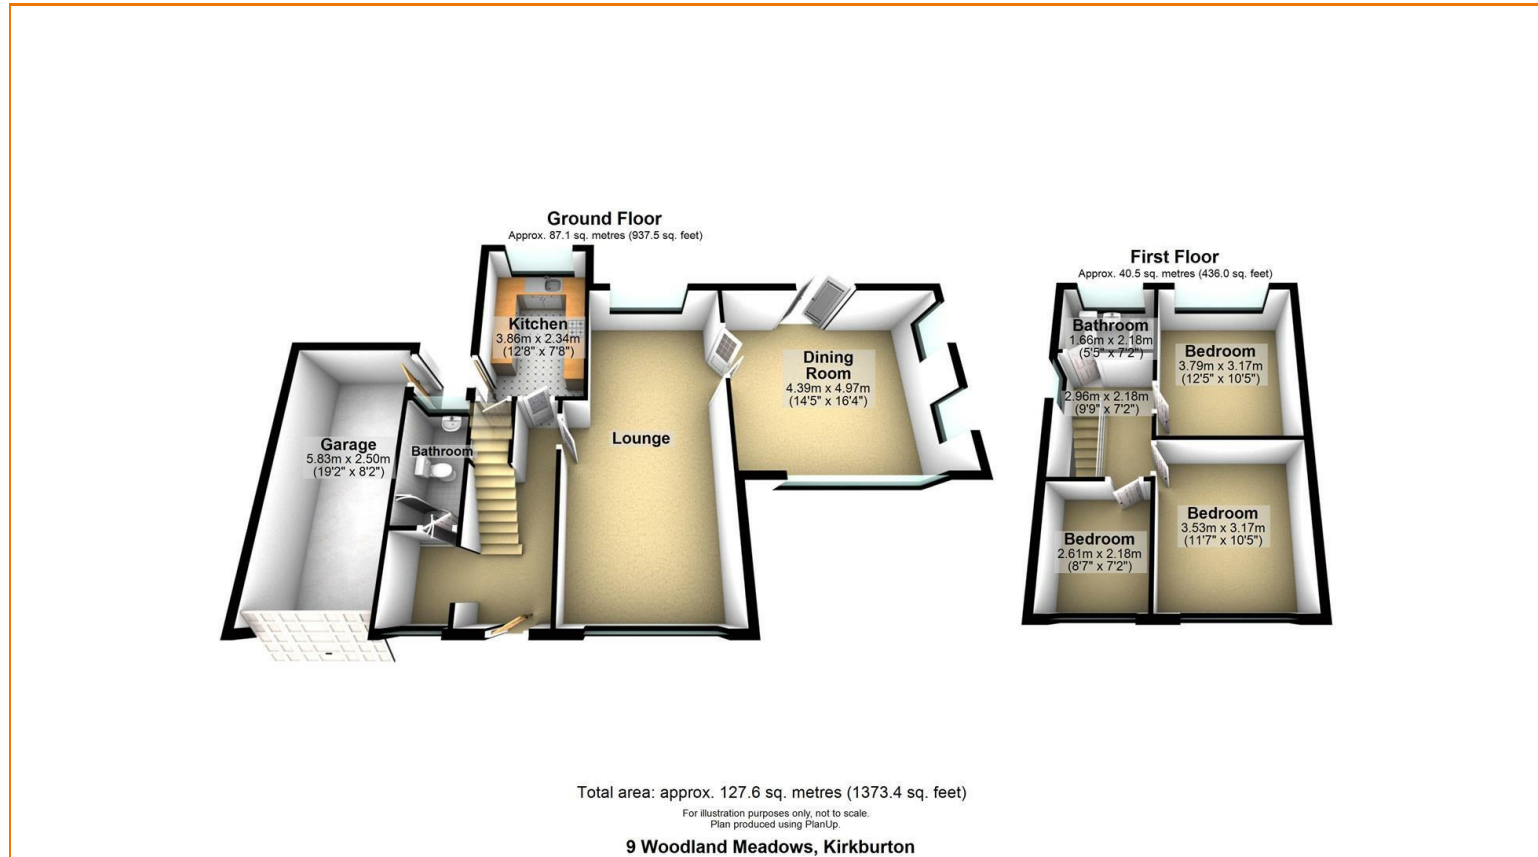 Ground Floor
Approx. 87.1 sq. metres (937.5 sq. feet)
Kitchen
3.86m x 2.34m
(12'8" x 7'8")
Dining
Room
4.39m x 4.97m
(14'5" x 16'4")
Lounge
Garage
5.83m x 2.50m
(19'2" x 8'2")
Bathroom
First Floor
Approx. 40.5 sq. metres (436.0 sq. feet)
Bathroom
1.66m x 2.18m
(5'5" x 7'2")
Bedroom
3.79m x 3.17m
(12'5" x 10'5")
2.96m x 2.18m
(9'9" x 7'2")
Bedroom
3.53m x 3.17m
(11'7" x 10'5")
Bedroom
2.61m x 2.18m
(8'7" x 7'2")
Total area: approx. 127.6 sq. metres (1373.4 sq. feet)
For illustration purposes only, not to scale.
Plan produced using PlanUp.
9 Woodland Meadows, Kirkburton